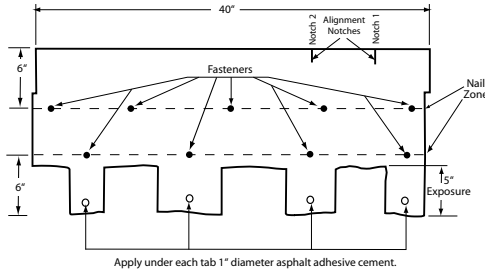 40"
Notch 2
Alignment
Notches
Notch 1
6"
Fasteners
Nail
Zone
6"
5"
Exposure
Apply under each tab 1" diameter asphalt adhesive cement.